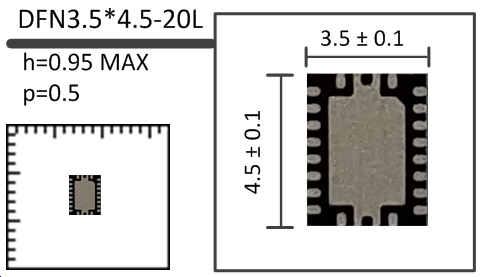 DFN3.5*4.5-20L
h=0.95 MAX
p=0.5
3.5 ± 0.1
4.5 ± 0.1